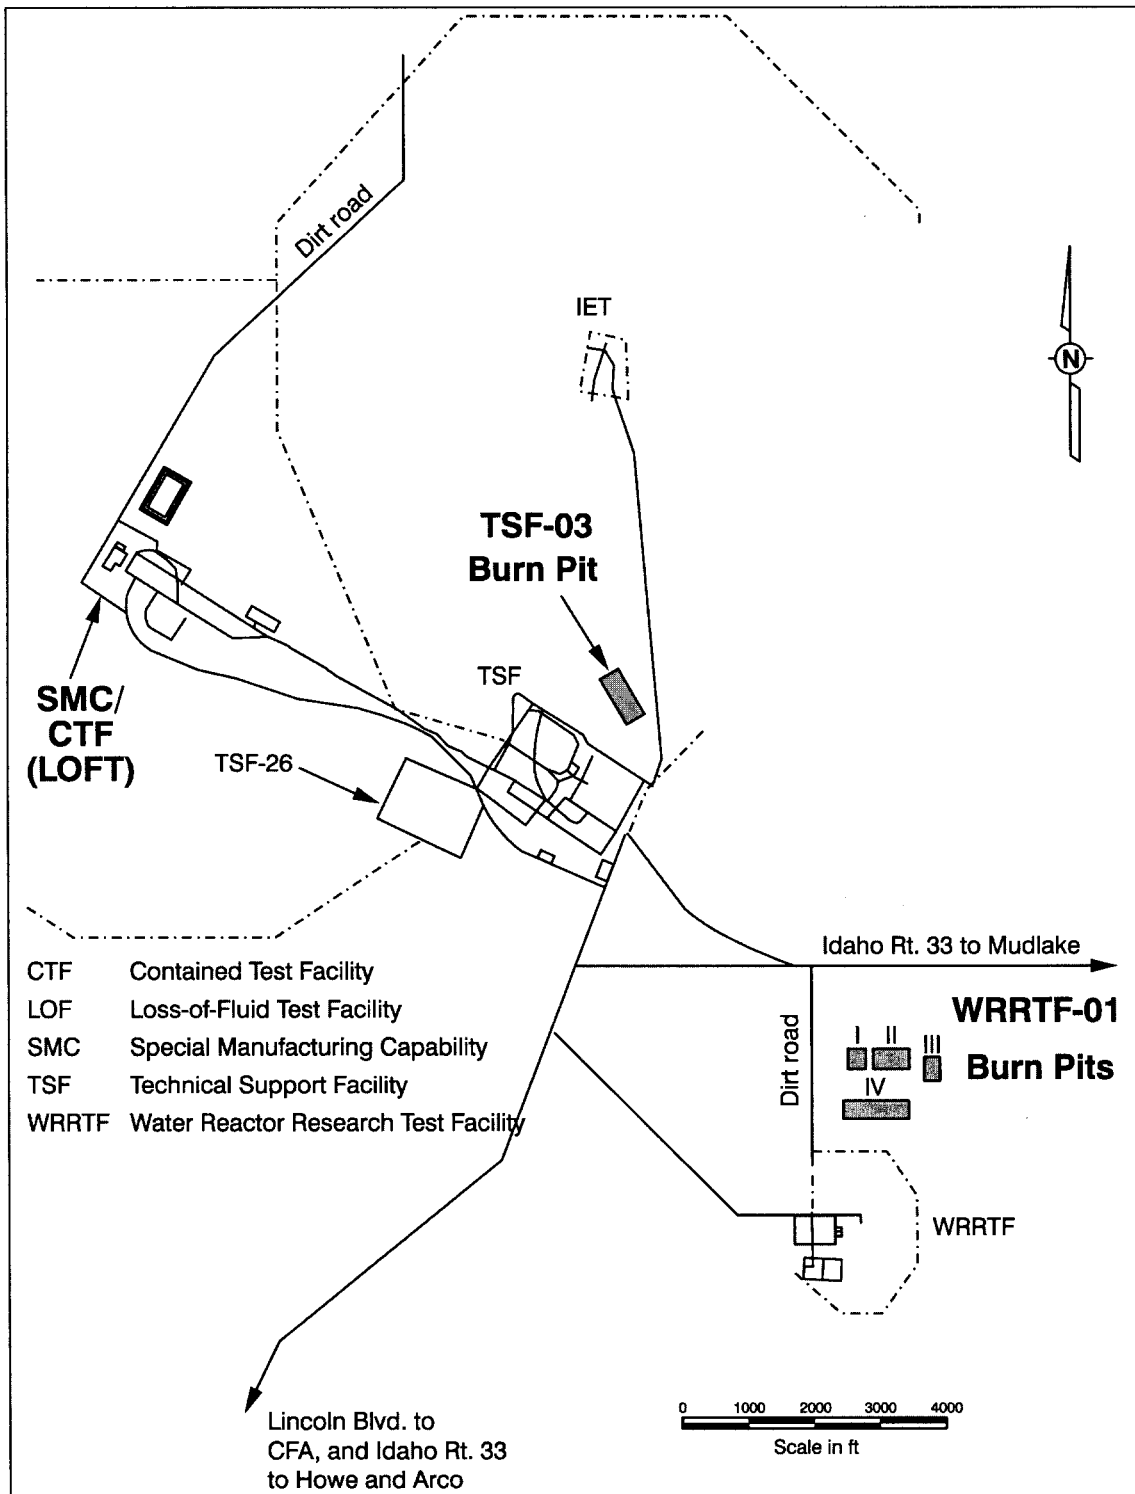 Dirt road
IET
N
TSF-03
Burn Pit
TSF
SMC/
CTF
(LOFT)
TSF-26
Idaho Rt. 33 to Mudlake
CTF Contained Test Facility
LOF Loss-of-Fluid Test Facility
SMC Special Manufacturing Capability
TSF Technical Support Facility
WRRTF Water Reactor Research Test Facility
Dirt road
WRRTF-01
I II III
Burn Pits
IV
WRRTF
0 1000 2000 3000 4000
Scale in ft
Lincoln Blvd. to
CFA, and Idaho Rt. 33
to Howe and Arco